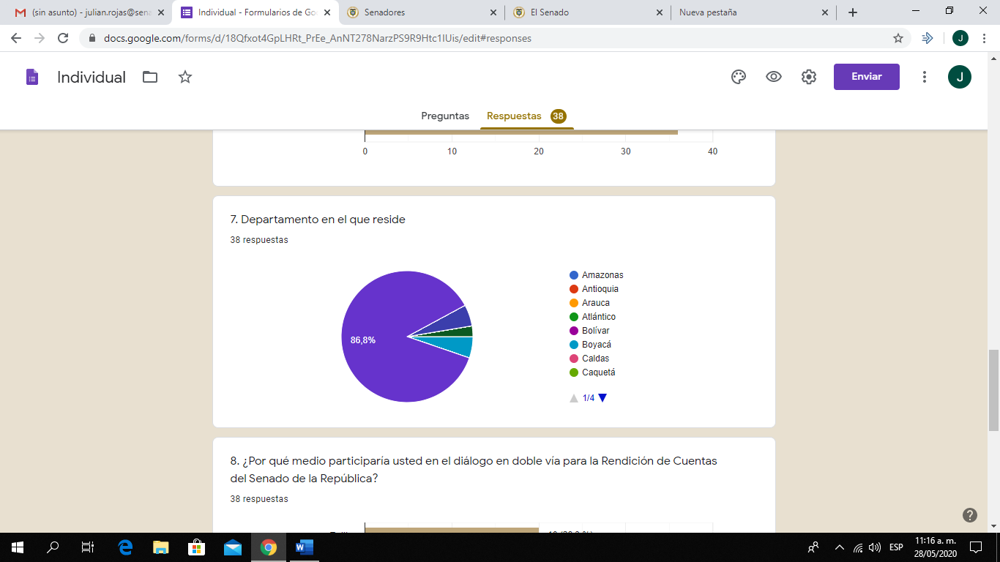 (sin asunto) - julian.rojas@sena
Individual - Formularios de Go
Senadores
El Senado
Nueva pestaña
docs.google.com/forms/d/18Qfxot4GpLHRt_PrEe_AnNT278NarzPS9R9Htc1IUis/edit#responses
J
Individual
Enviar
J
Preguntas
Respuestas 38
0 10 20 30 40
7. Departamento en el que reside
38 respuestas
86,8%
Amazonas
Antioquia
Arauca
Atlántico
Bolívar
Boyacá
Caldas
Caquetá
1/4
8. ¿Por qué medio participaría usted en el diálogo en doble vía para la Rendición de Cuentas
del Senado de la República?
38 respuestas
ESP
11:16 a. m.
28/05/2020